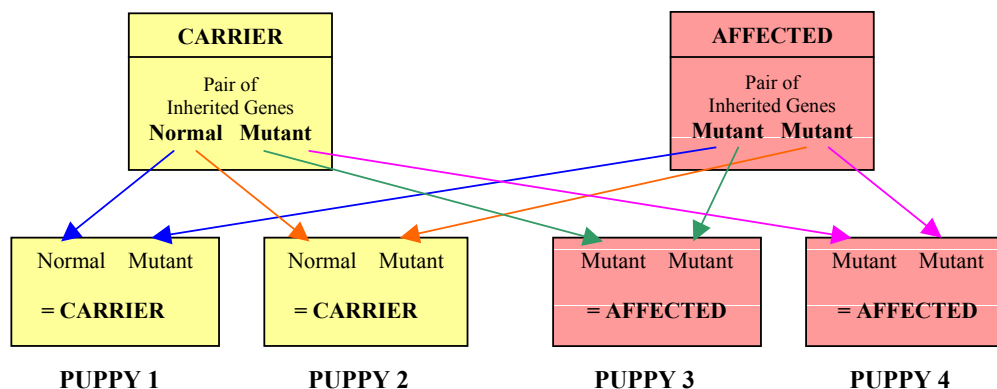 CARRIER
Pair of
Inherited Genes
Normal Mutant
AFFECTED
Pair of
Inherited Genes
Mutant Mutant
Normal Mutant
= CARRIER
PUPPY 1
Normal Mutant
= CARRIER
PUPPY 2
Mutant Mutant
= AFFECTED
PUPPY 3
Mutant Mutant
= AFFECTED
PUPPY 4